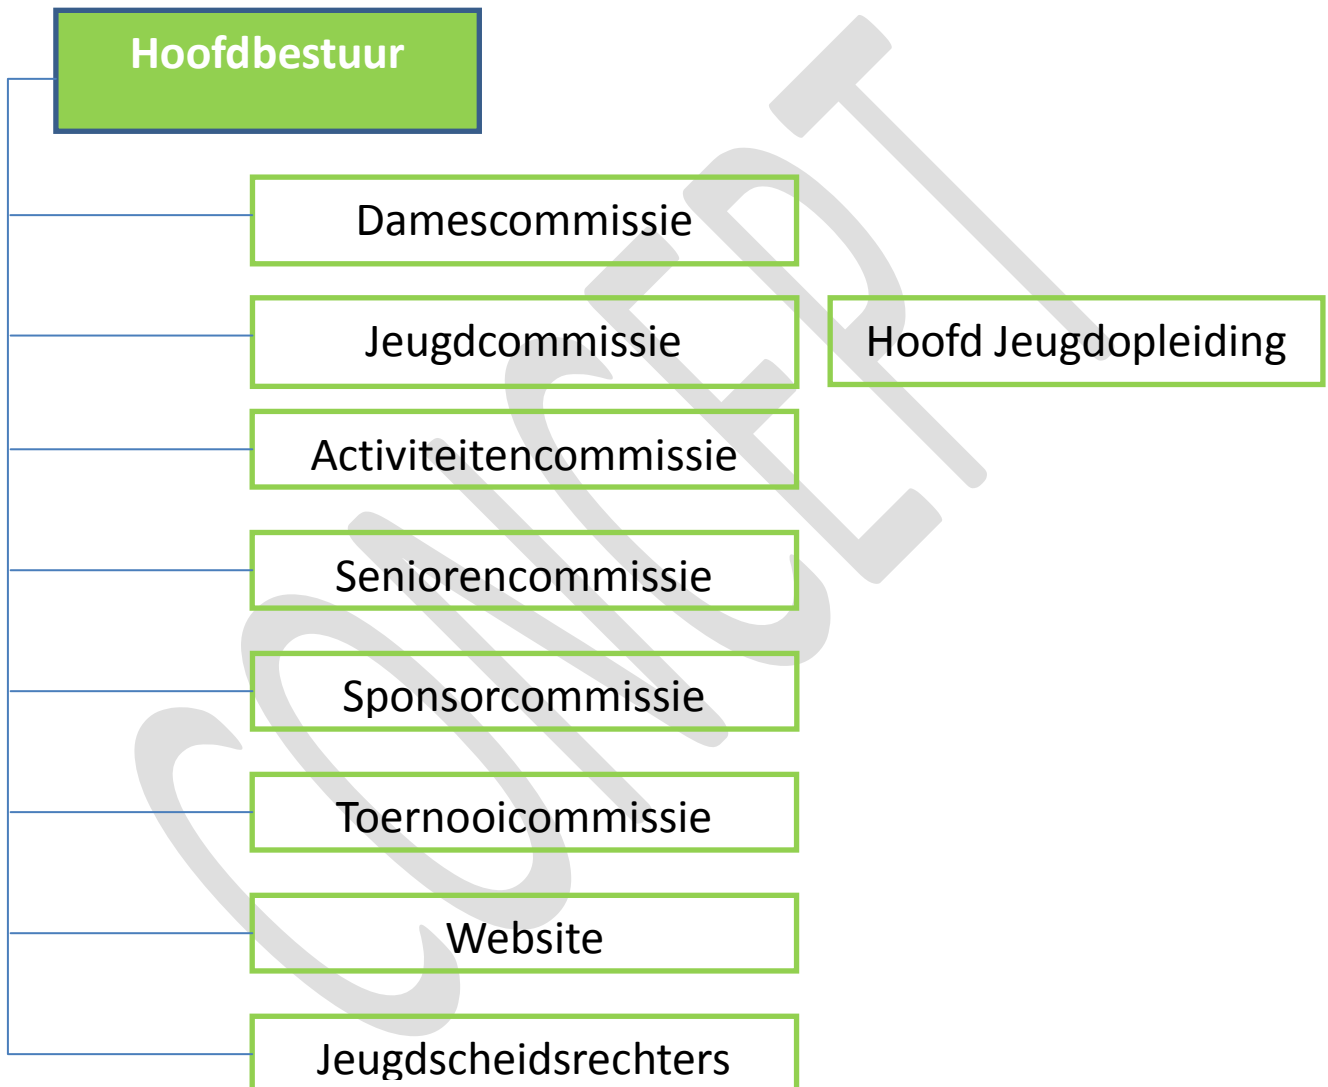 Hoofdbestuur
Damescommissie
Jeugdcommissie
Hoofd Jeugdopleiding
Activiteitencommissie
Seniorencommissie
Sponsorcommissie
Toernooicommissie
Website
Jeugdscheidsrechters
CONCEPT